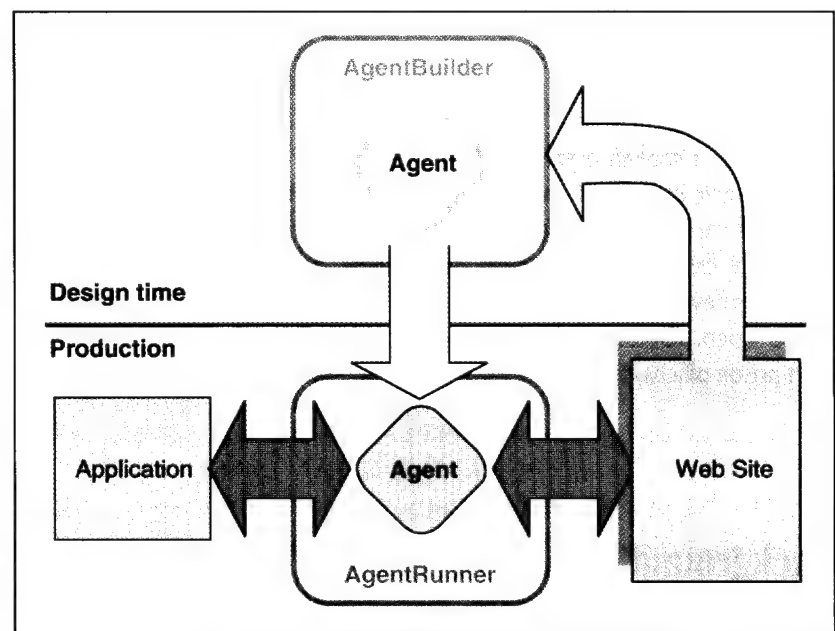 AgentBuilder
Agent
Design time
Production
Application
Agent
Web Site
AgentRunner